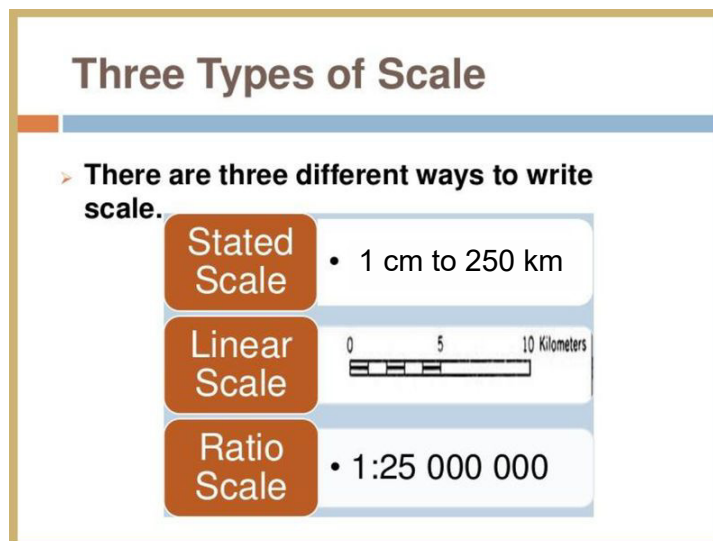 Three Types of Scale
There are three different ways to write
scale.
Stated
Scale
• 1 cm to 250 km
Linear
Scale
0 5 10 Kilometers
Ratio
Scale
• 1:25 000 000